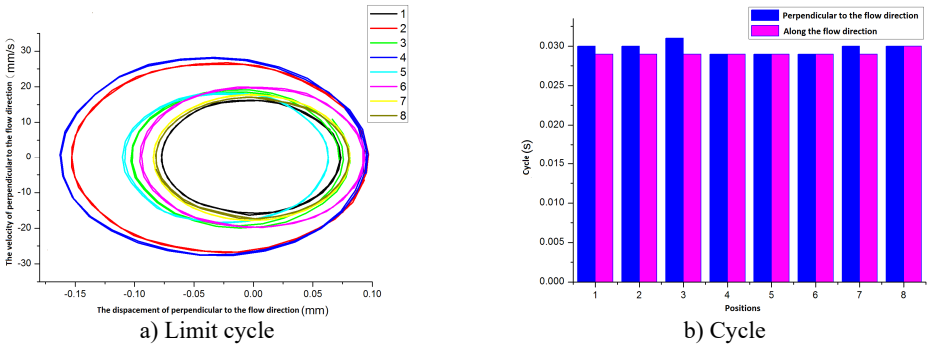 1
2
3
4
5
6
7
8
The velocity of perpendicular to the flow direction (mm/s)
30
20
10
0
-10
-20
-30
-0.15 -0.10 -0.05 0.00 0.05 0.10
The dispacement of perpendicular to the flow direction (mm)
a) Limit cycle
Perpendicular to the flow direction
Along the flow direction
Cycle (s)
0.030
0.025
0.020
0.015
0.010
0.005
0.000
1 2 3 4 5 6 7 8
Positions
b) Cycle